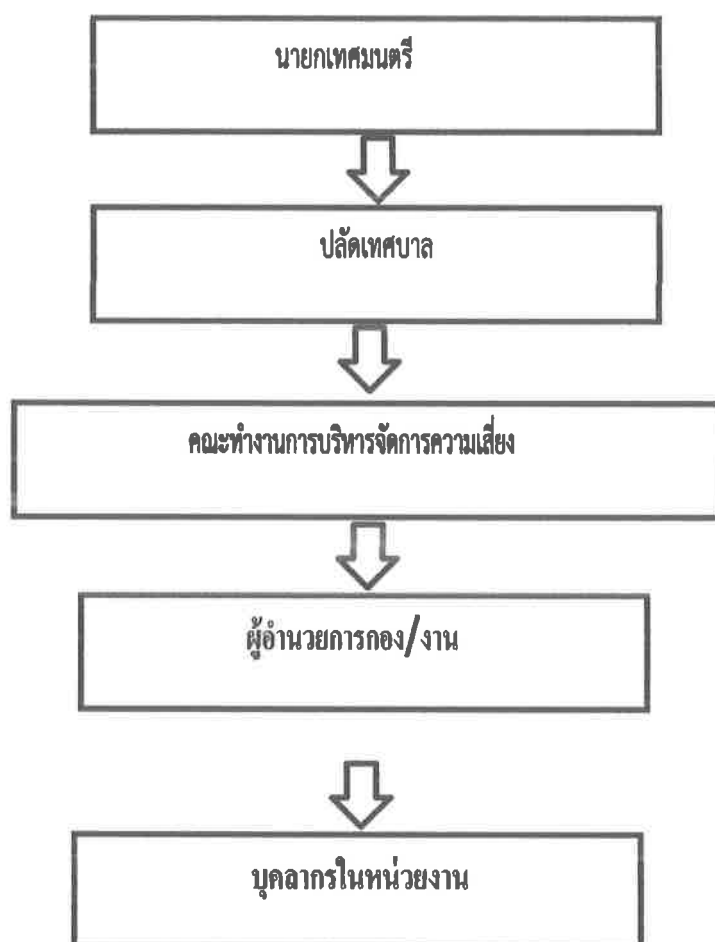 นายกเทศมนตรี
ปลัดเทศบาล
คณะทำงานการบริหารจัดการความเสี่ยง
ผู้อำนวยการกอง/งาน
บุคลากรในหน่วยงาน